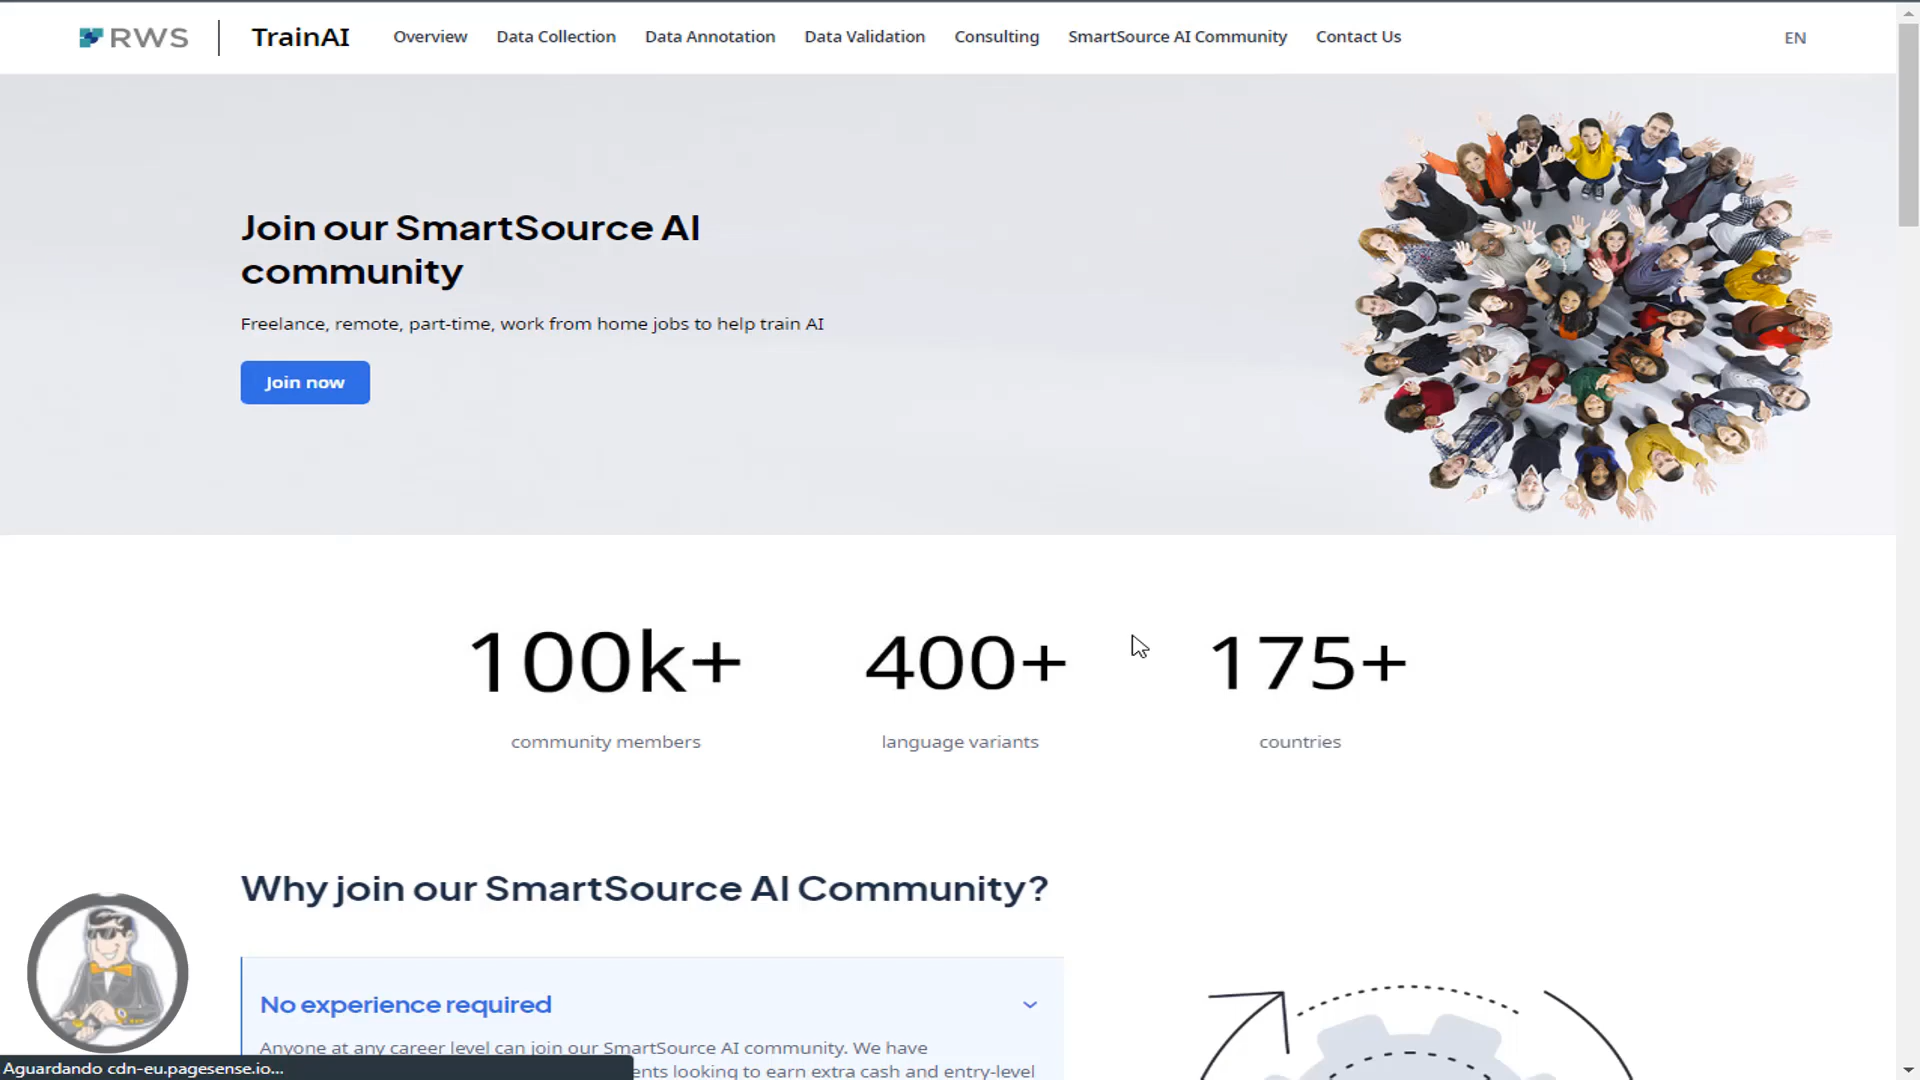 RWS
TrainAI
Overview
Data Collection
Data Annotation
Data Validation
Consulting
SmartSource AI Community
Contact Us
EN
Join our SmartSource AI
community
Freelance, remote, part-time, work from home jobs to help train AI
Join now
100k+
400+
175+
community members
language variants
countries
Why join our SmartSource AI Community?
No experience required
Anyone at any career level can join our SmartSource AI community. We have
ents looking to earn extra cash and entry-level
Aguardando cdn-eu.pagesense.io...